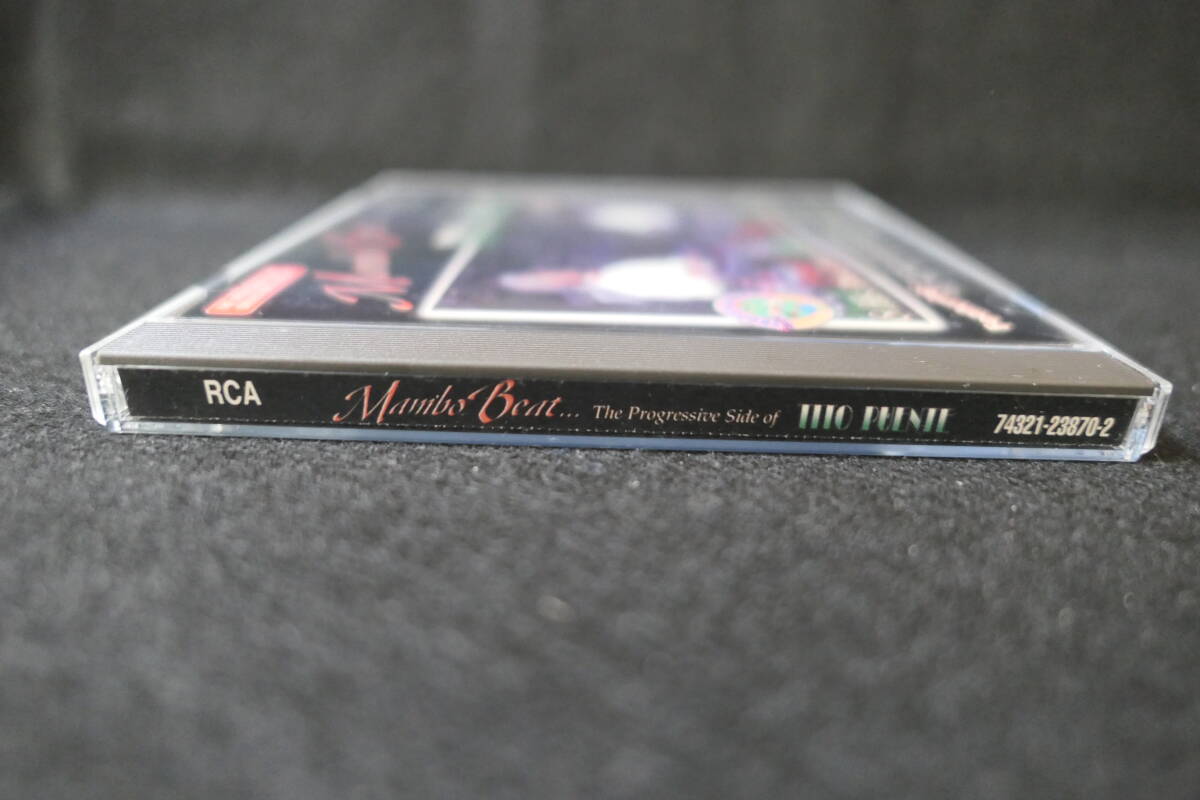 RCA Mambo Beat... The Progressive Side of TITO PUENTE 74321-23870-2